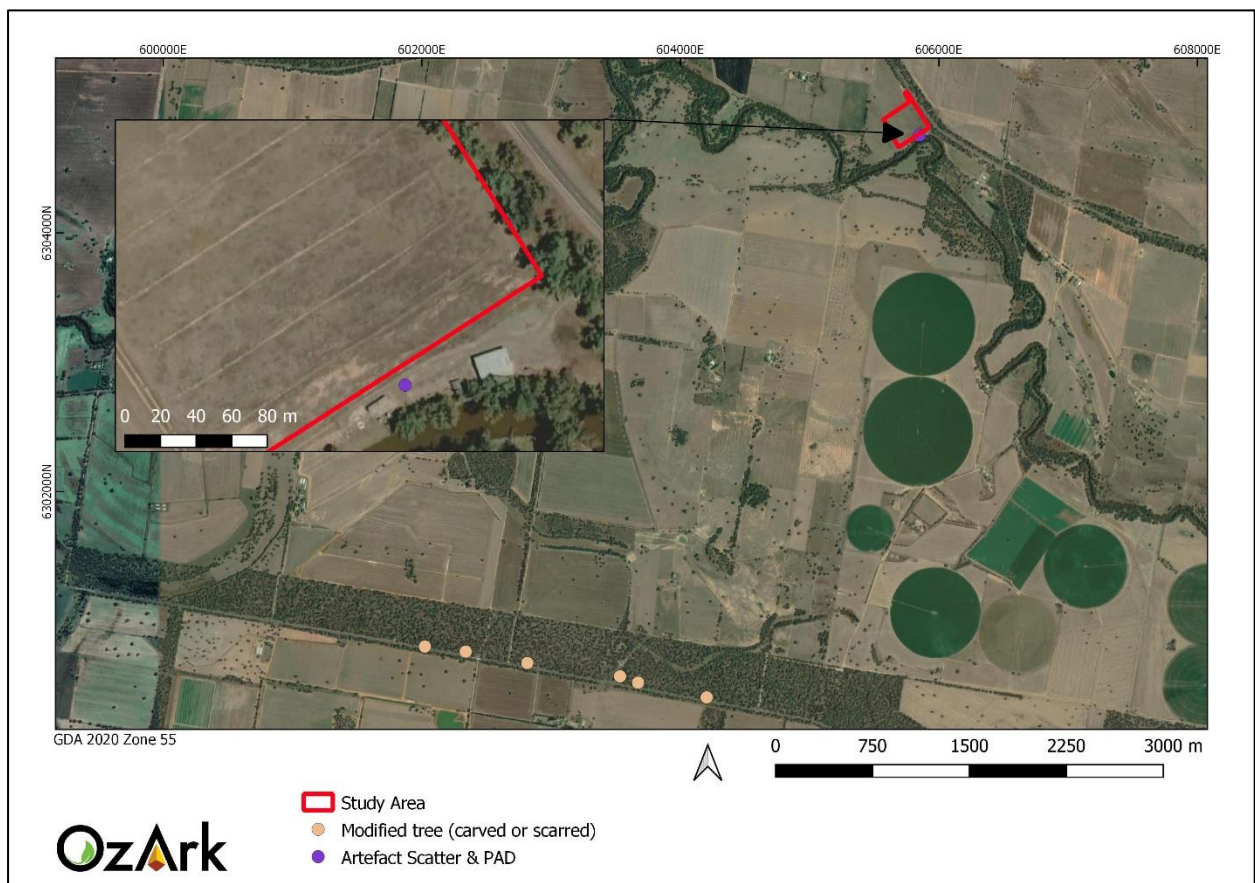 600000E 602000E 604000E 606000E 608000E
6304000N
6302000N
0 20 40 60 80 m
GDA 2020 Zone 55
0 750 1500 2250 3000 m
Study Area
Modified tree (carved or scarred)
Artefact Scatter & PAD
OzArk